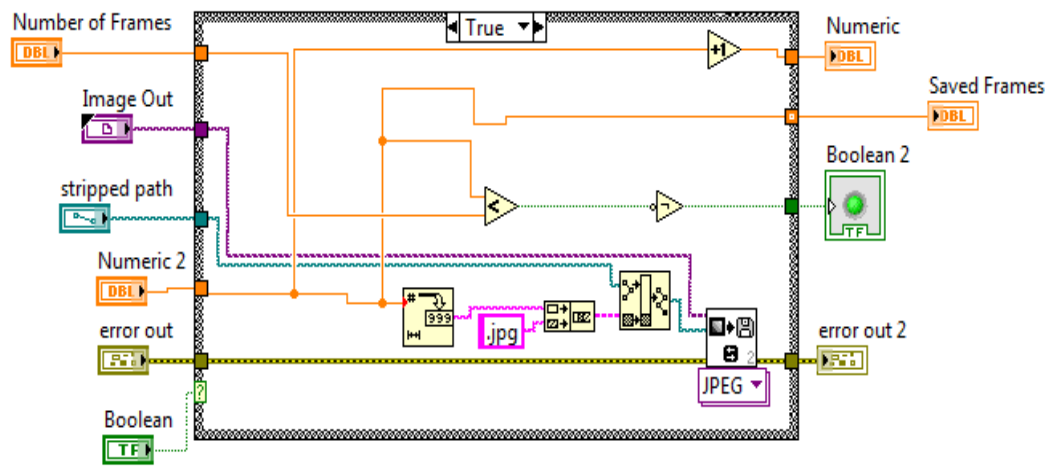 Number of Frames
DBL
Image Out
stripped path
Numeric 2
DBL
error out
?
Boolean
TF
True
+1
<
#
999
.jpg
2
JPEG
Numeric
DBL
Saved Frames
DBL
Boolean 2
TF
error out 2